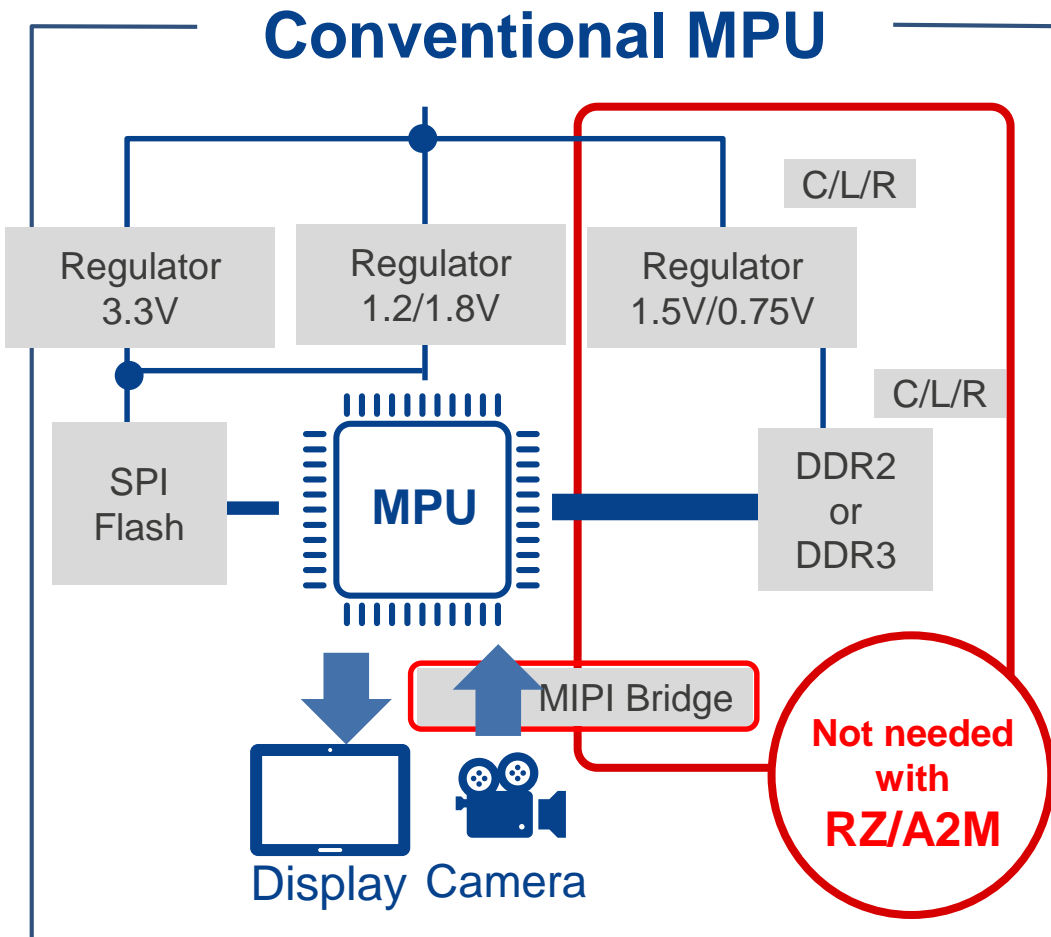 Conventional MPU
C/L/R
Regulator
3.3V
Regulator
1.2/1.8V
Regulator
1.5V/0.75V
C/L/R
SPI
Flash
MPU
DDR2
or
DDR3
MIPI Bridge
Not needed
with
RZ/A2M
Display
Camera